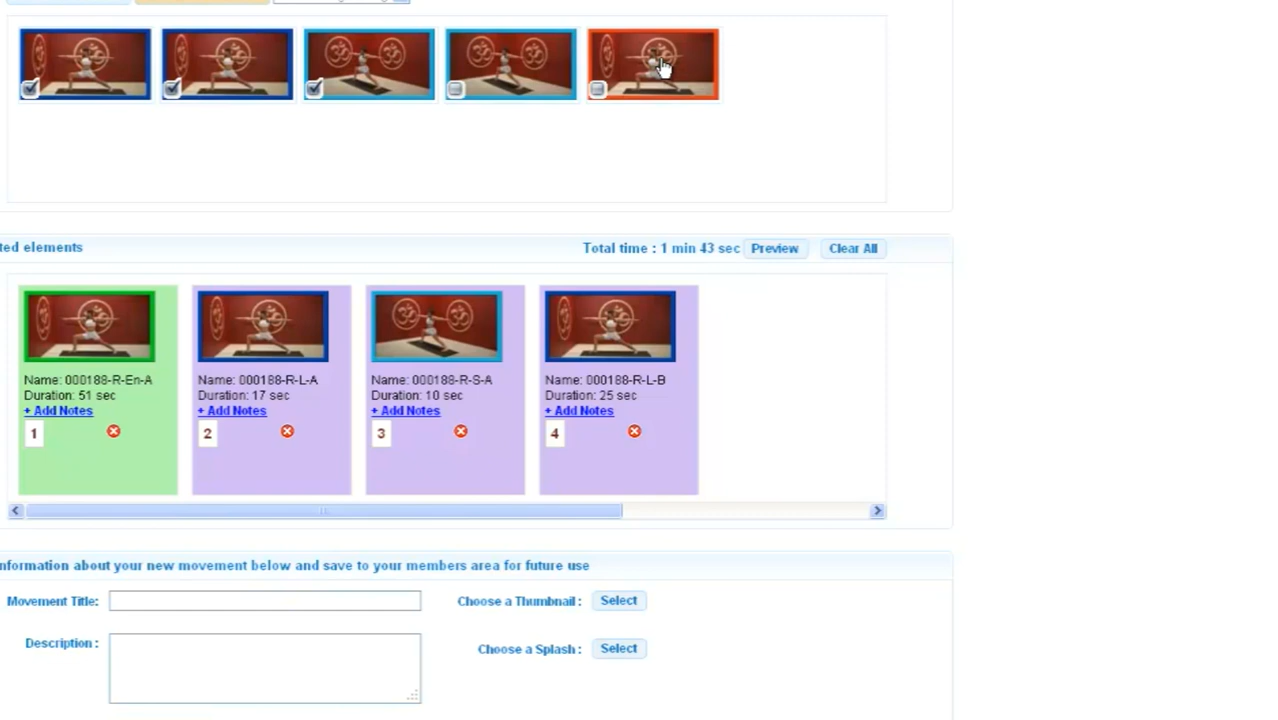 ted elements
Total time : 1 min 43 sec Preview Clear All
Name: 000188-R-En-A
Duration: 51 sec
+ Add Notes
1
Name: 000188-R-L-A
Duration: 17 sec
+ Add Notes
2
Name: 000188-R-S-A
Duration: 10 sec
+ Add Notes
3
Name: 000188-R-L-B
Duration: 25 sec
+ Add Notes
4
nformation about your new movement below and save to your members area for future use
Movement Title:
Choose a Thumbnail : Select
Description :
Choose a Splash : Select